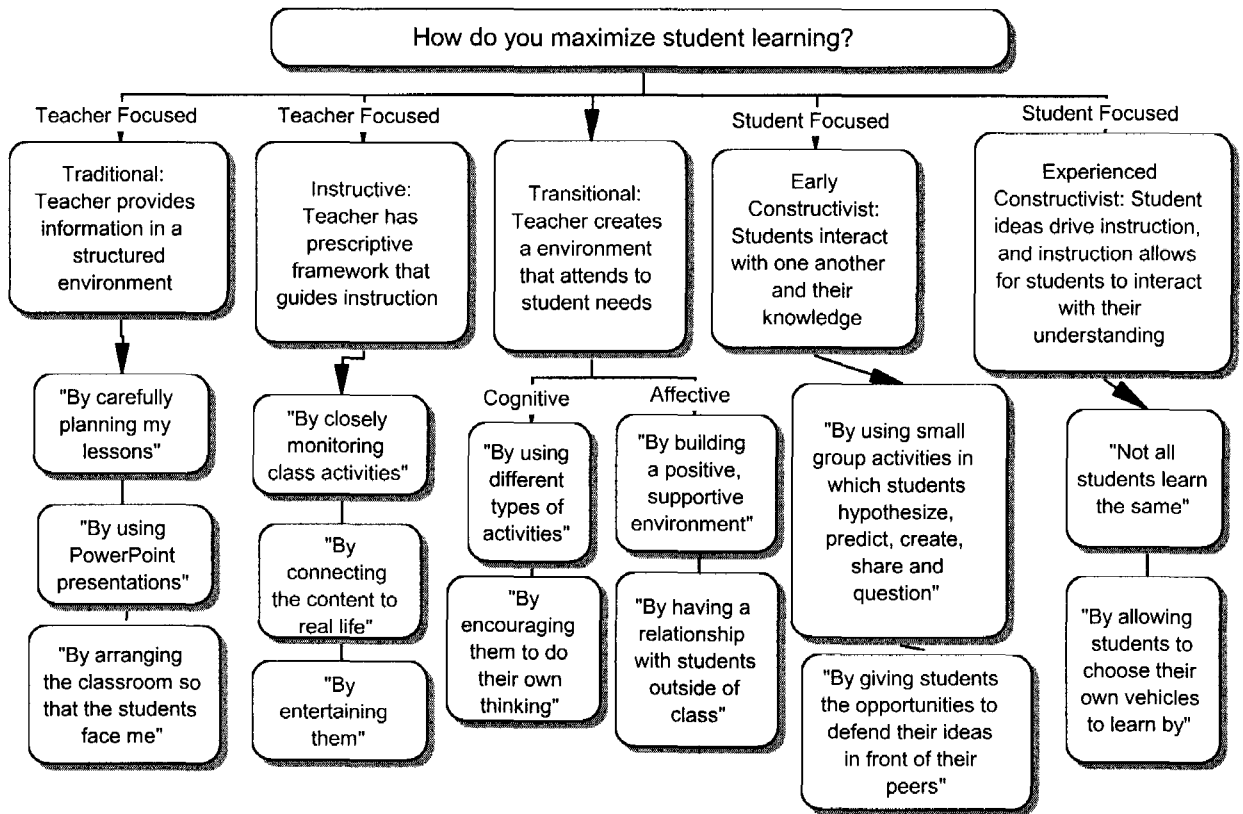 How do you maximize student learning?
Teacher Focused
Traditional:
Teacher provides
information in a
structured
environment
"By carefully
planning my
lessons"
"By using
PowerPoint
presentations"
"By arranging
the classroom so
that the students
face me"
Teacher Focused
Instructive:
Teacher has
prescriptive
framework that
guides instruction
"By closely
monitoring
class activities"
"By
connecting
the content to
real life"
"By
entertaining
them"
Transitional:
Teacher creates
a environment
that attends to
student needs
Cognitive
"By using
different
types of
activities"
"By
encouraging
them to do
their own
thinking"
Affective
"By building
a positive,
supportive
environment"
"By having a
relationship
with students
outside of
class"
Student Focused
Early
Constructivist:
Students interact
with one another
and their
knowledge
"By using small
group activities in
which students
hypothesize,
predict, create,
share and
question"
"By giving students
the opportunities to
defend their ideas
in front of their
peers"
Student Focused
Experienced
Constructivist: Student
ideas drive instruction,
and instruction allows
for students to interact
with their
understanding
"Not all
students learn
the same"
"By allowing
students to
choose their
own vehicles
to learn by"